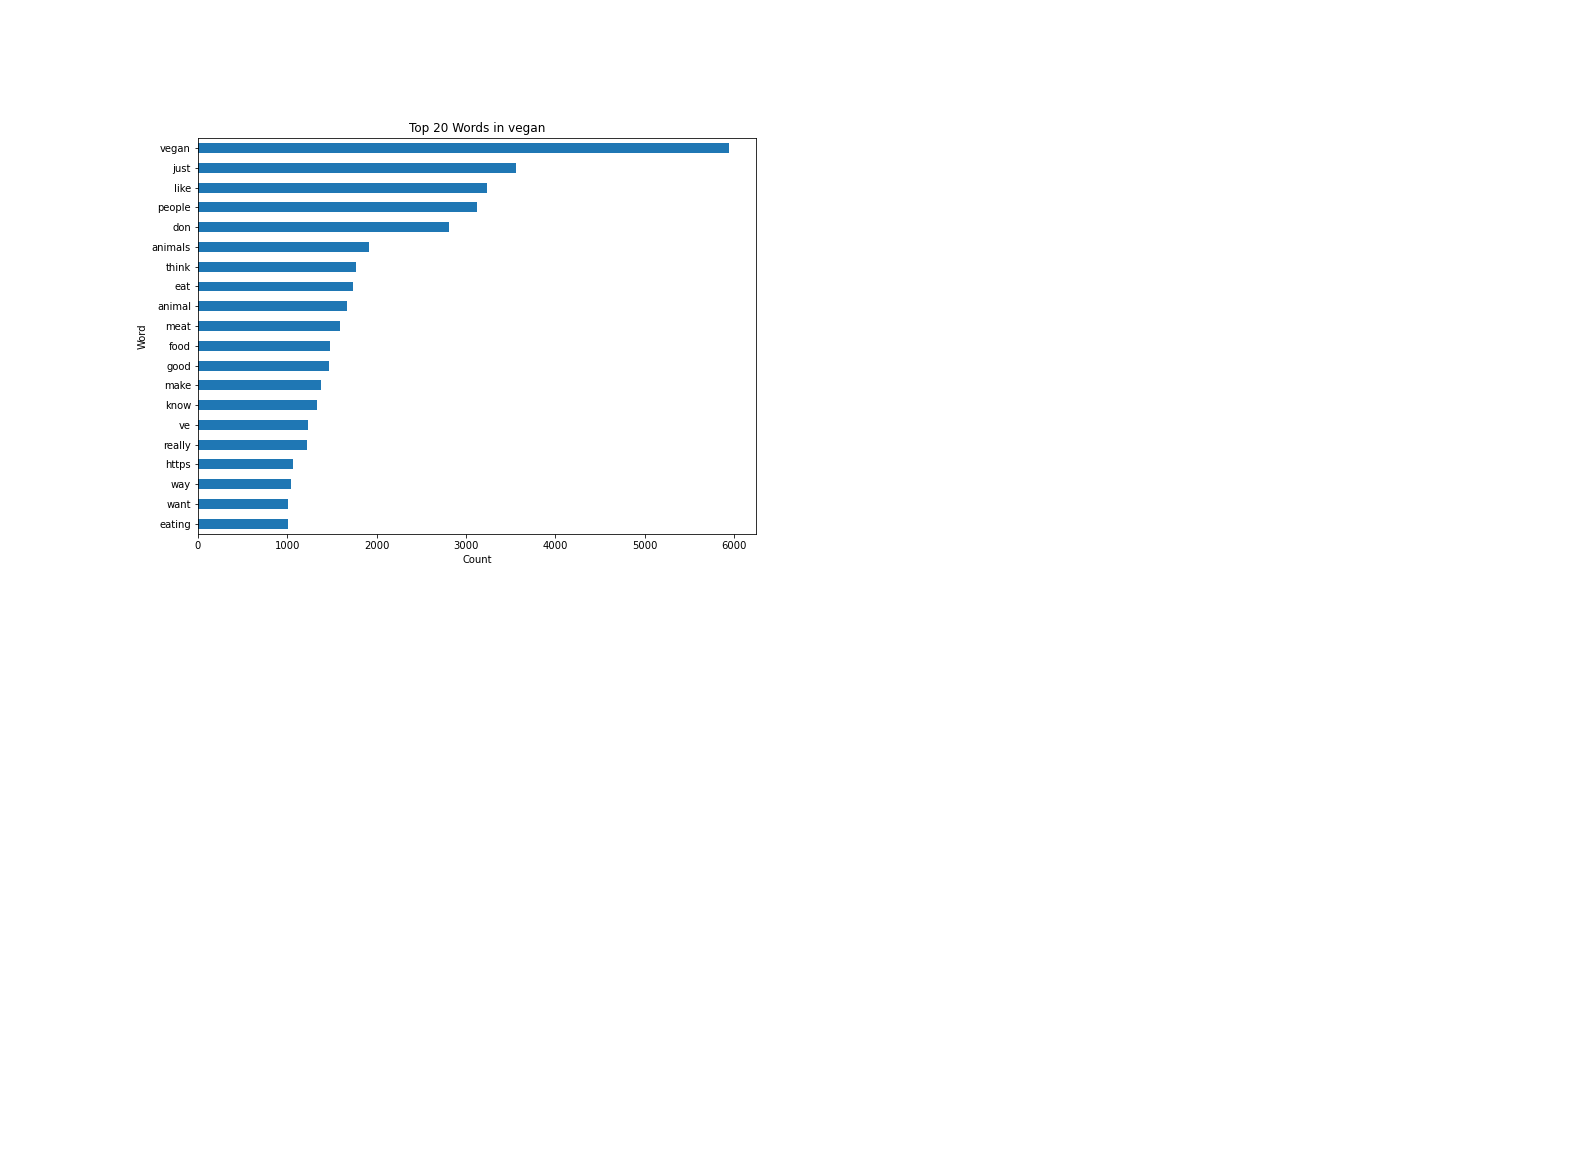 Top 20 Words in vegan
vegan
just
like
people
don
animals
think
eat
animal
meat
food
good
make
know
ve
really
https
way
want
eating
Word
0 1000 2000 3000 4000 5000 6000
Count